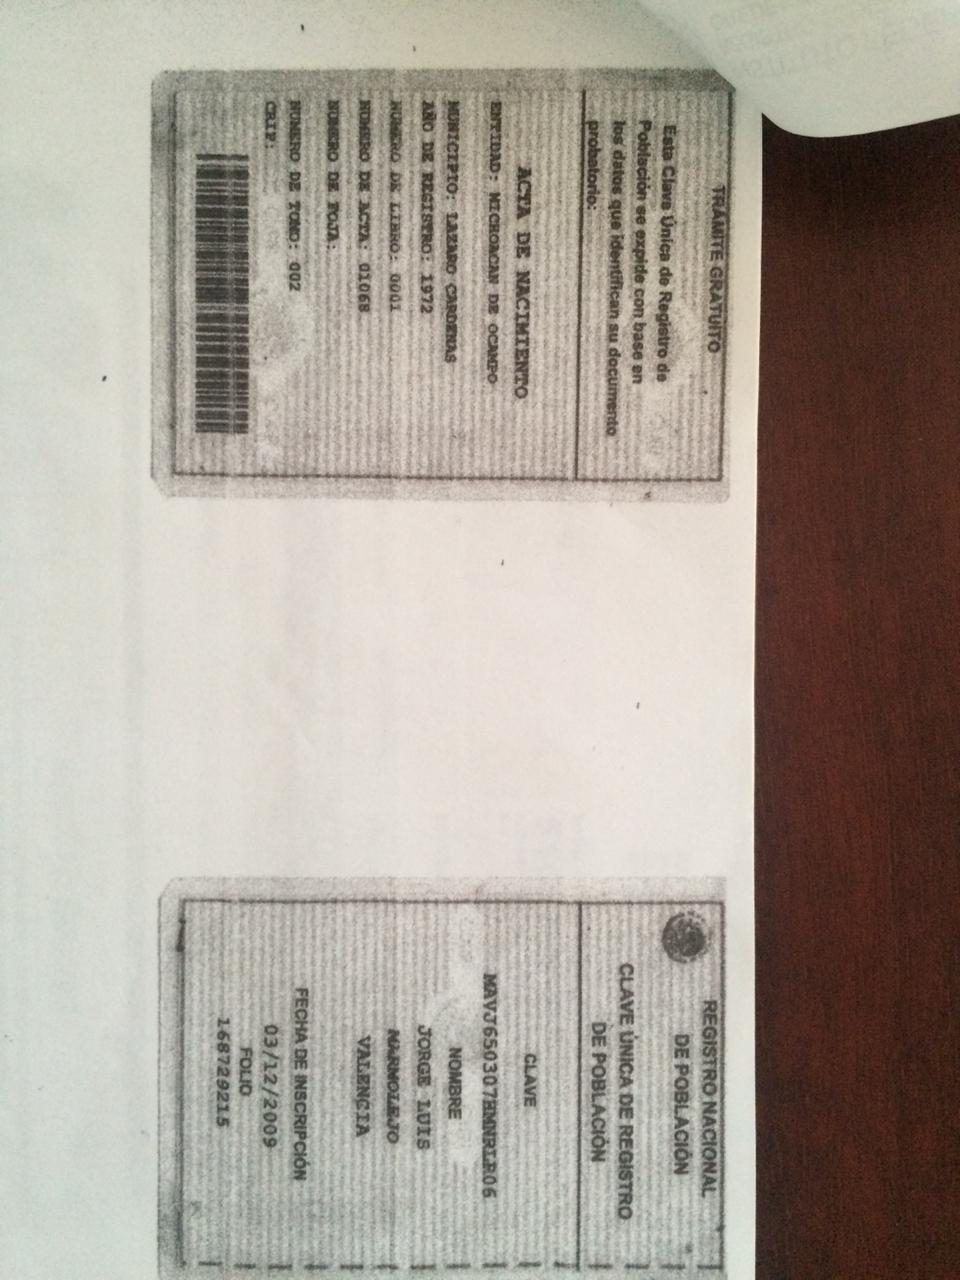 TRÁMITE GRATUITO
Esta Clave Única de Registro de
Población se expide con base en
los datos que identifican su documento
probatorio:
ACTA DE NACIMIENTO
ENTIDAD: MICHOACAN DE OCAMPO
MUNICIPIO: LAZARO CARDENAS
AÑO DE REGISTRO: 1972
NUMERO DE LIBRO: 0001
NUMERO DE ACTA: 01068
NUMERO DE FOJA:
NUMERO DE TOMO: 002
CRIP:
REGISTRO NACIONAL
DE POBLACIÓN
CLAVE ÚNICA DE REGISTRO
DE POBLACIÓN
CLAVE
MAVJ650307HMNRLR06
NOMBRE
JORGE LUIS
MARMOLEJO
VALENCIA
FECHA DE INSCRIPCIÓN
03/12/2009
FOLIO
168729215